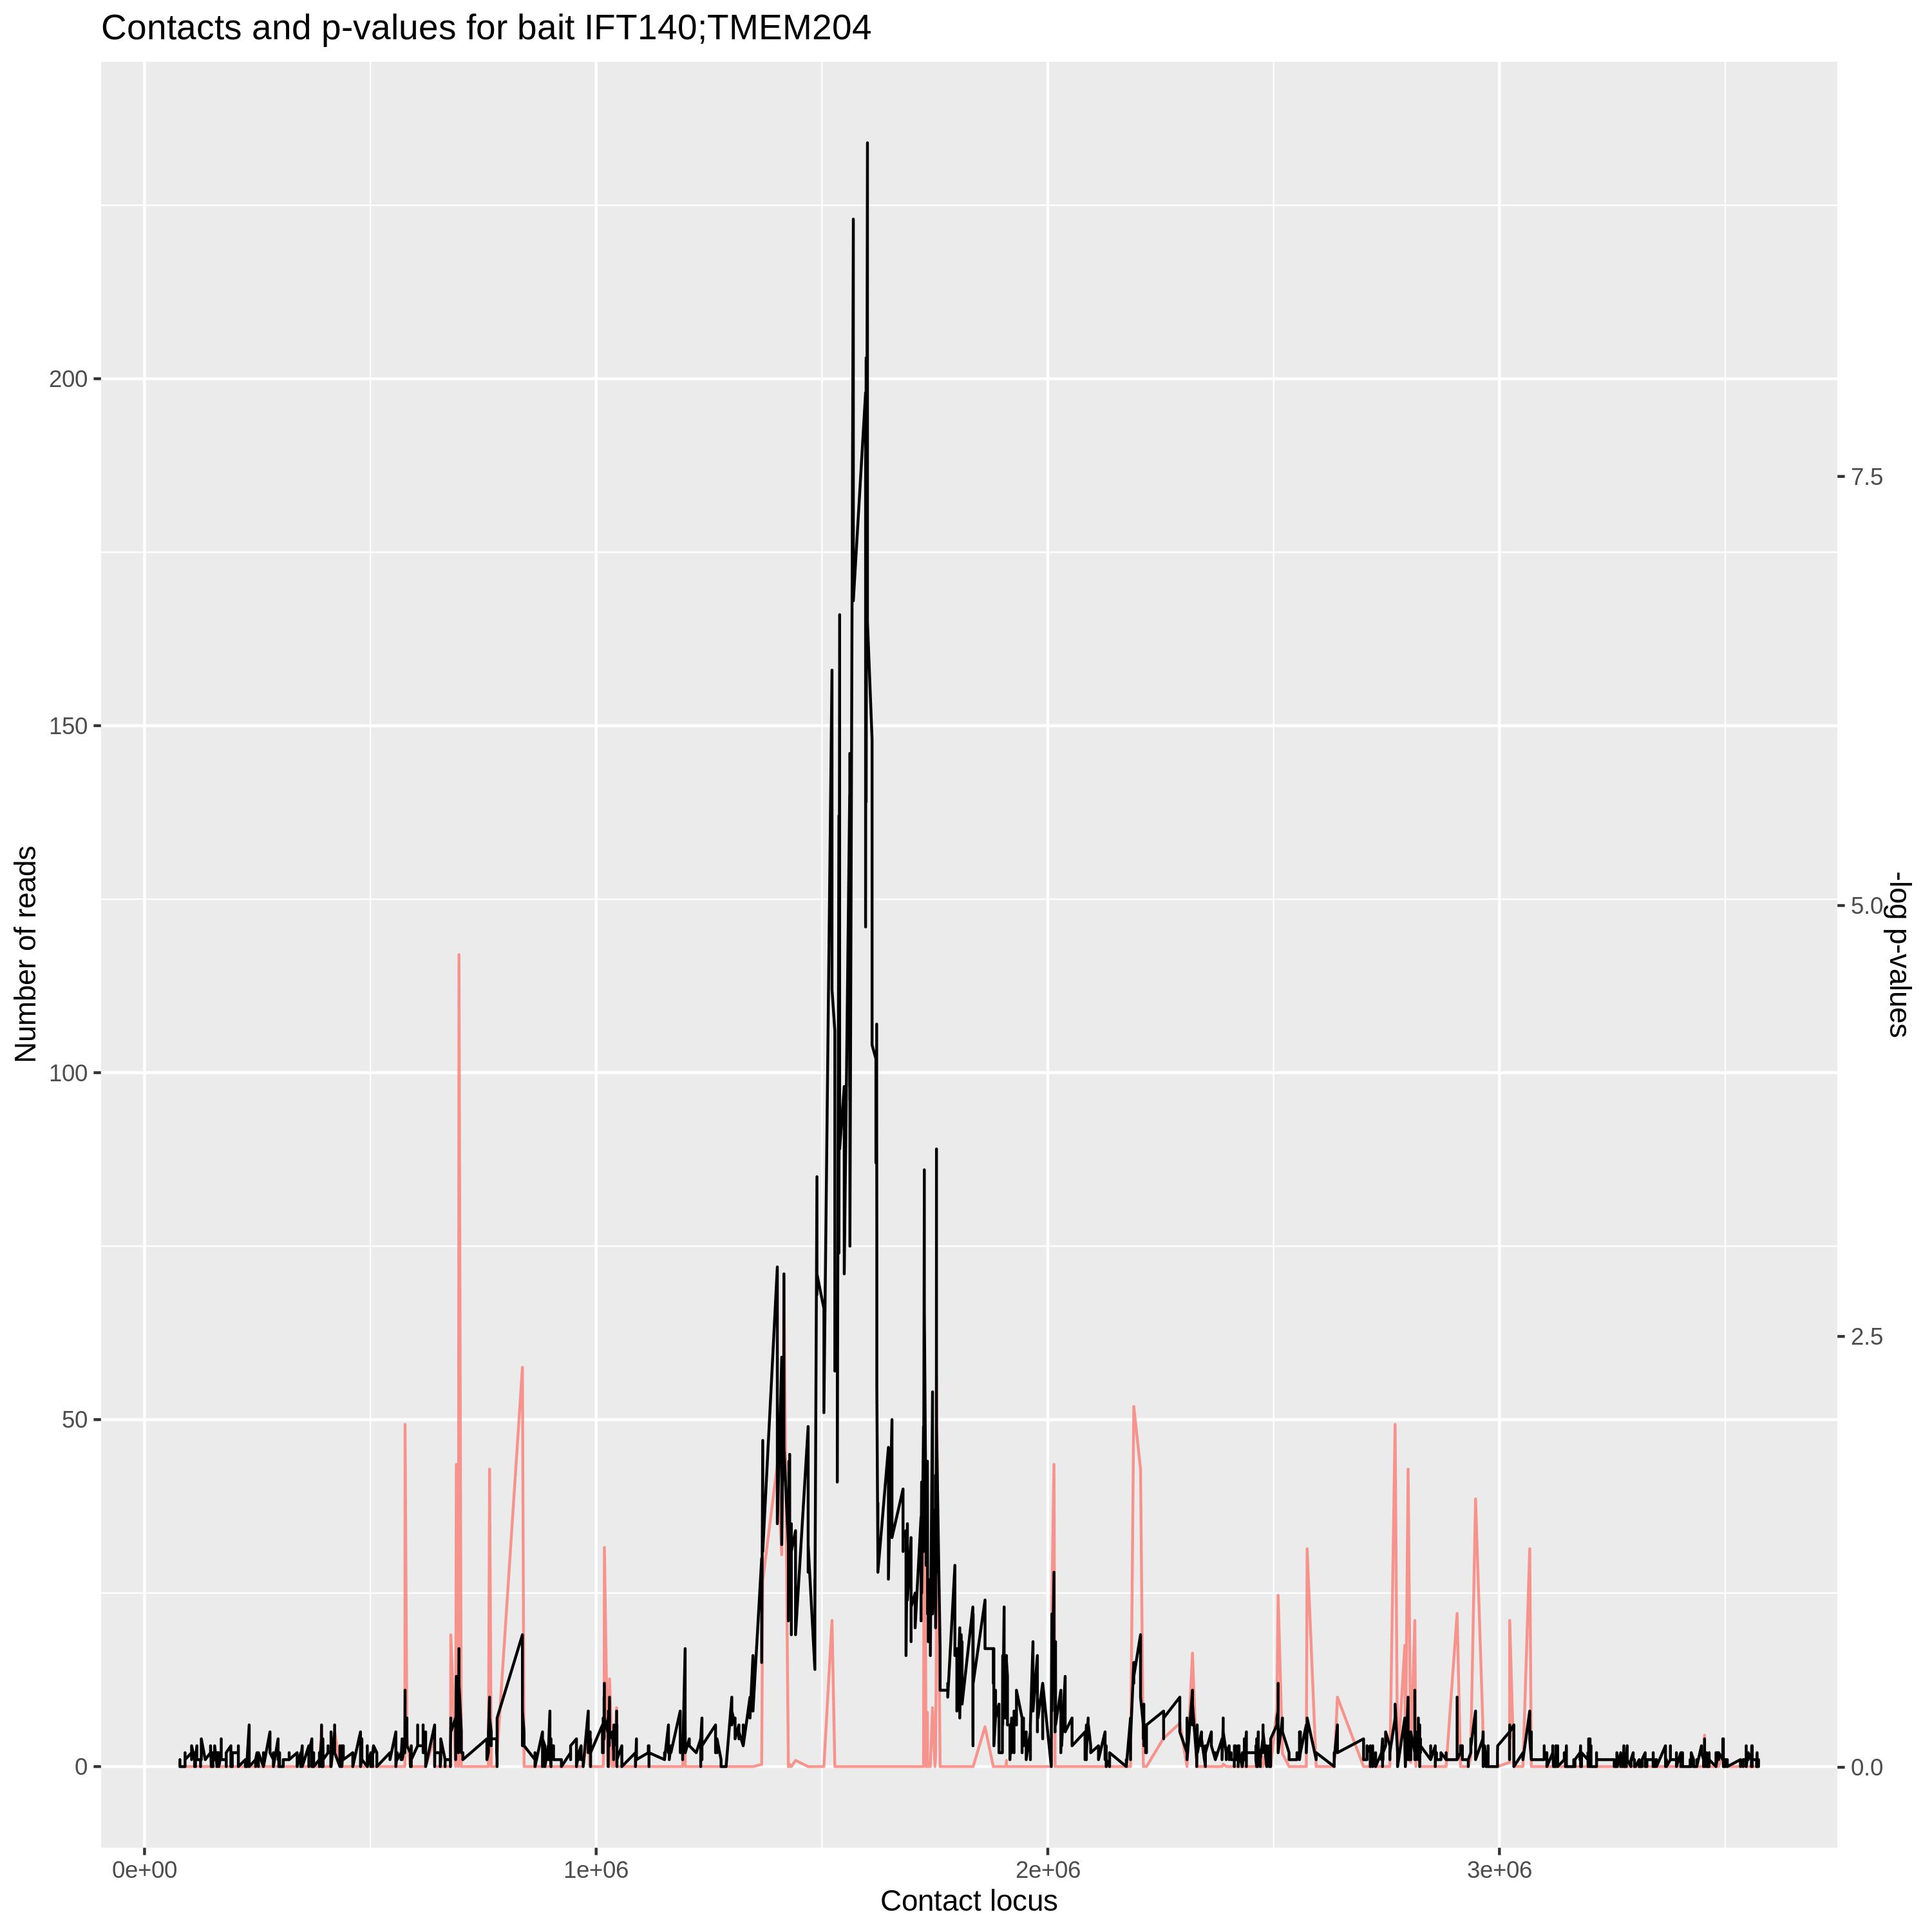 Contacts and p-values for bait IFT140;TMEM204
Number of reads
200
150
100
50
0
7.5
5.0
2.5
0.0
-log p-values
0e+00
1e+06
2e+06
3e+06
Contact locus